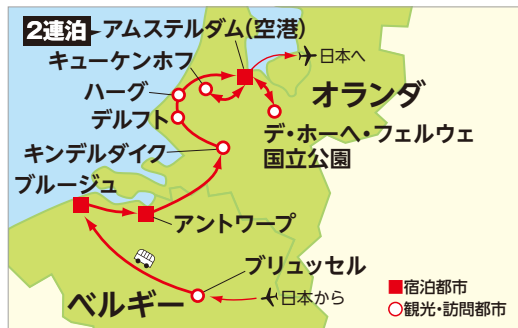 2連泊 アムステルダム(空港)
日本へ
キューケンホフ
ハーグ
オランダ
デルフト
デ・ホーヘ・フェルウェ
国立公園
キンデルダイク
ブルージュ
アントワープ
ブリュッセル
ベルギー
日本から
宿泊都市
観光・訪問都市